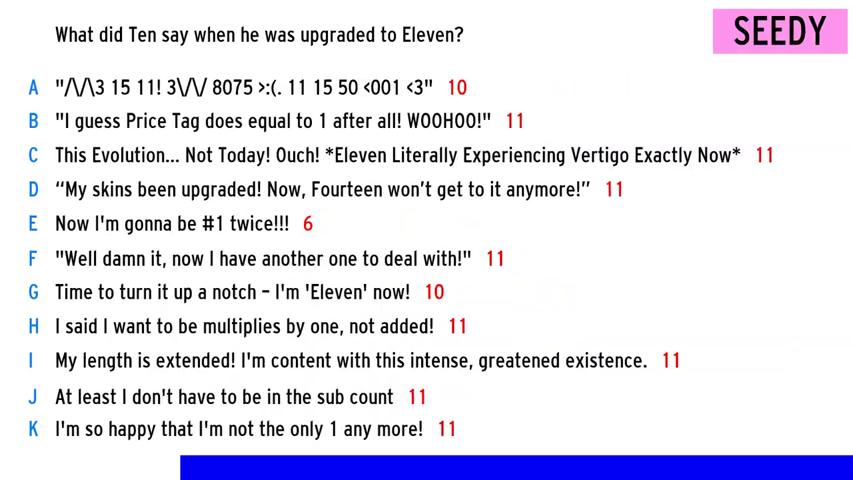 What did Ten say when he was upgraded to Eleven?
SEEDY
A "/\/\3 15 11! 3\/\/ 8075 >:(. 11 15 50 <001 <3" 10
B "I guess Price Tag does equal to 1 after all! WOOHOO!" 11
C This Evolution... Not Today! Ouch! *Eleven Literally Experiencing Vertigo Exactly Now* 11
D “My skins been upgraded! Now, Fourteen won’t get to it anymore!” 11
E Now I'm gonna be #1 twice!!! 6
F "Well damn it, now I have another one to deal with!" 11
G Time to turn it up a notch – I'm 'Eleven' now! 10
H I said I want to be multiplies by one, not added! 11
I My length is extended! I'm content with this intense, greatened existence. 11
J At least I don't have to be in the sub count 11
K I'm so happy that I'm not the only 1 any more! 11